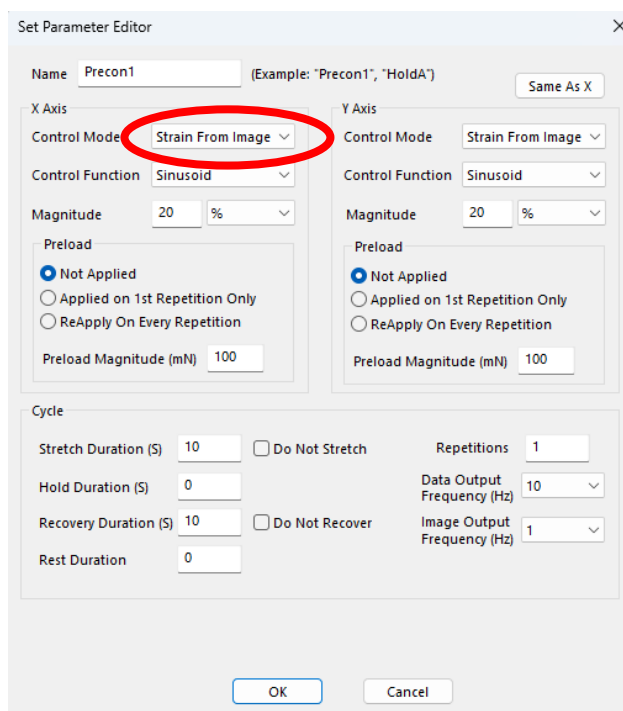 Set Parameter Editor
Name Precon1 (Example: "Precon1", "HoldA")
Same As X
X Axis
Control Mode Strain From Image
Control Function Sinusoid
Magnitude 20 %
Preload
Not Applied
Applied on 1st Repetition Only
ReApply On Every Repetition
Preload Magnitude (mN) 100
Y Axis
Control Mode Strain From Image
Control Function Sinusoid
Magnitude 20 %
Preload
Not Applied
Applied on 1st Repetition Only
ReApply On Every Repetition
Preload Magnitude (mN) 100
Cycle
Stretch Duration (S) 10 Do Not Stretch
Hold Duration (S) 0
Recovery Duration (S) 10 Do Not Recover
Rest Duration 0
Repetitions 1
Data Output
Frequency (Hz) 10
Image Output
Frequency (Hz) 1
OK Cancel